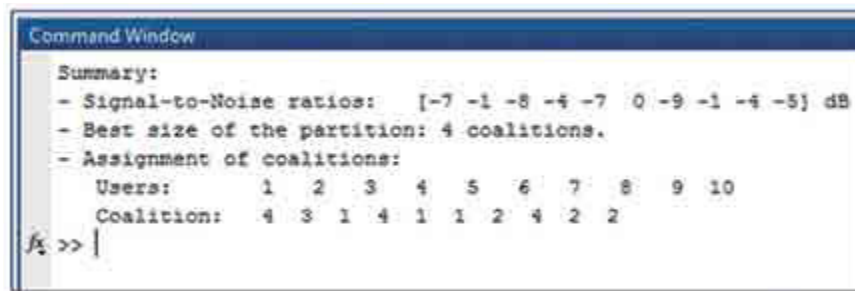 Command Window
Summary:
- Signal-to-Noise ratios: [-7 -1 -8 -4 -7 0 -9 -1 -4 -5] dB
- Best size of the partition: 4 coalitions.
- Assignment of coalitions:
Users: 1 2 3 4 5 6 7 8 9 10
Coalition: 4 3 1 4 1 1 2 4 2 2
fx >>